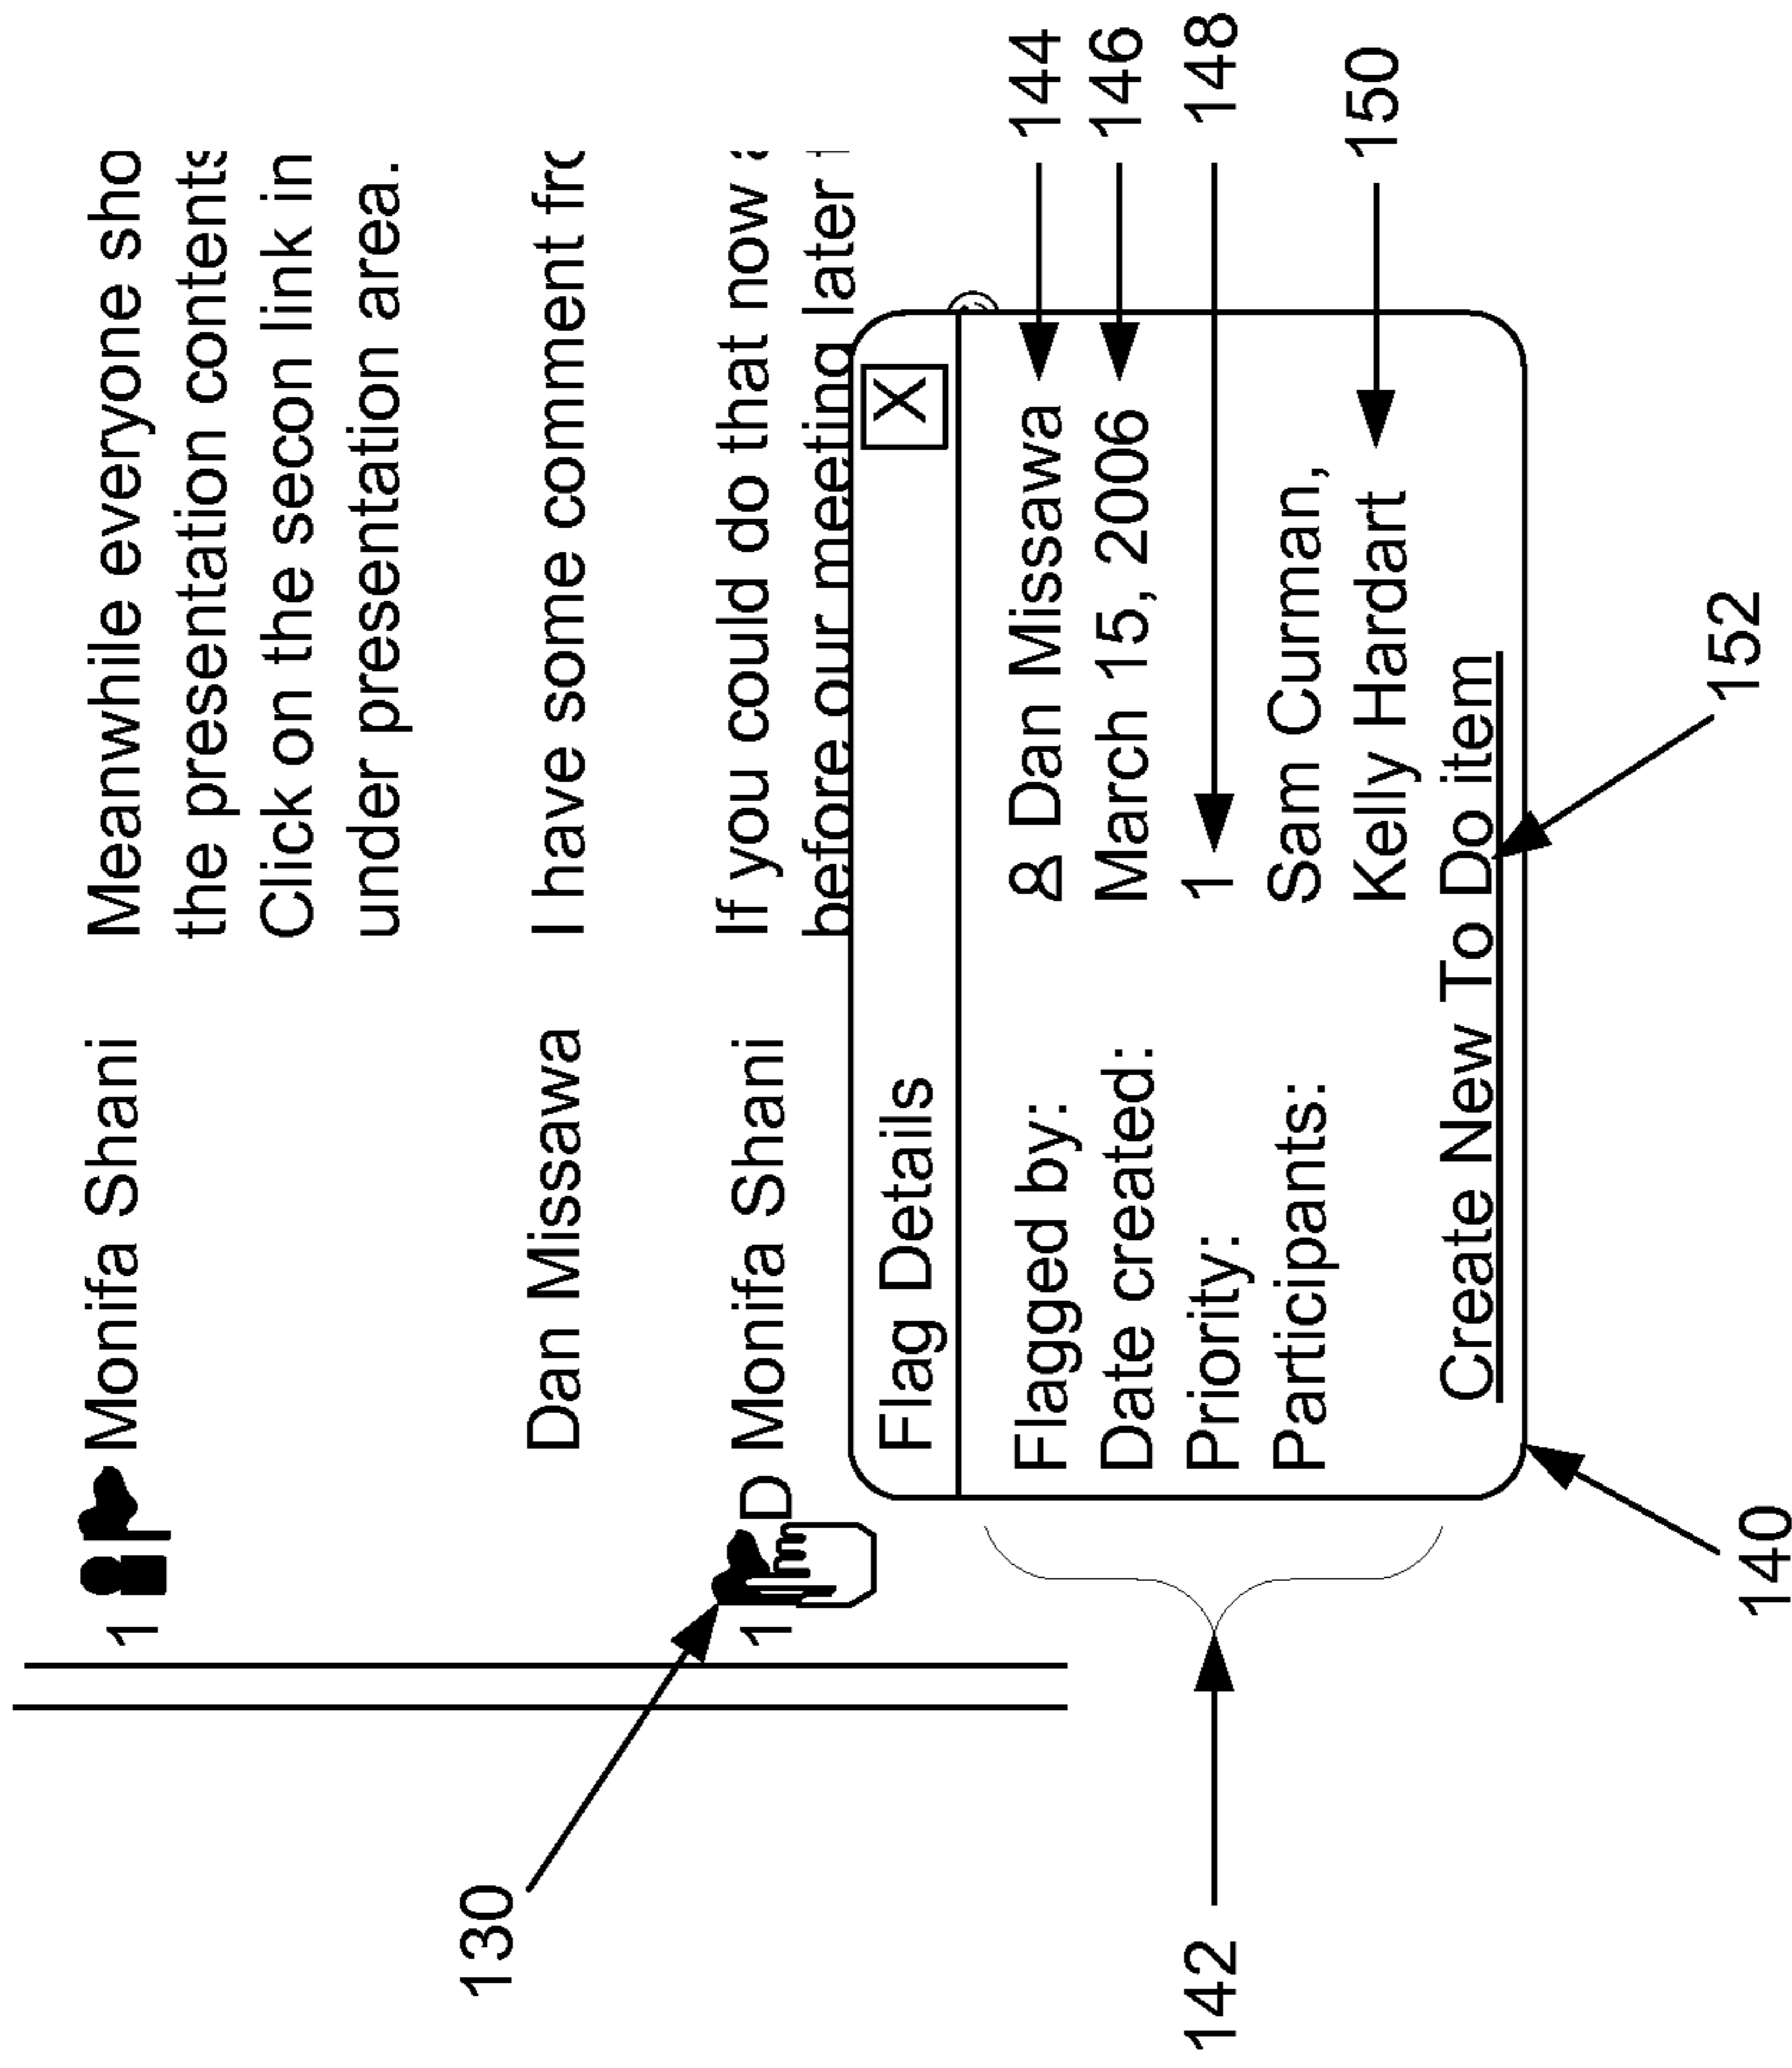 1 Monifa Shani Meanwhile everyone sho
the presentation contents
Click on the second link in
under presentation area.
Dan Missawa I have some comment fro
130
1 D Monifa Shani If you could do that now
before our meeting later
Flag Details X
Flagged by: Dan Missawa 144
Date created: March 15, 2006 146
142 Priority: 1 148
Participants: Sam Curman,
Kelly Hardart 150
Create New To Do item
152
140